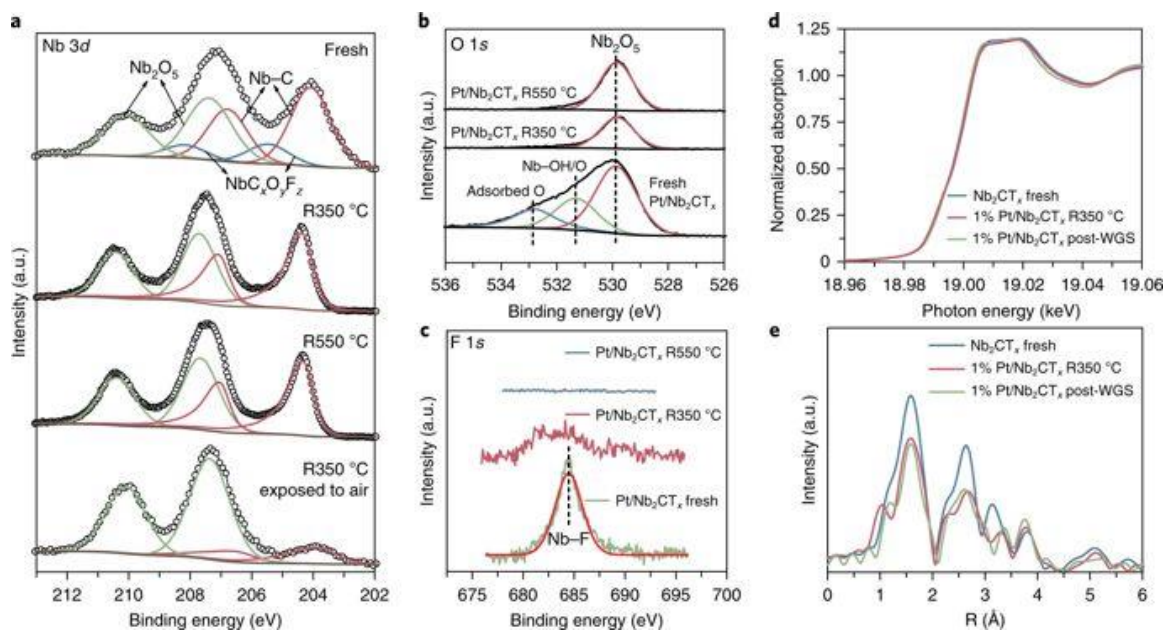 a
Nb 3d
Fresh
Nb₂O₅
Nb–C
NbCₓOᵧF_z
R350 °C
R550 °C
R350 °C
exposed to air
Intensity (a.u.)
212 210 208 206 204 202
Binding energy (eV)
b
O 1s
Nb₂O₅
Pt/Nb₂CTₓ R550 °C
Pt/Nb₂CTₓ R350 °C
Nb–OH/O
Adsorbed O
Fresh
Pt/Nb₂CTₓ
Intensity (a.u.)
536 534 532 530 528 526
Binding energy (eV)
c
F 1s
Pt/Nb₂CTₓ R550 °C
Pt/Nb₂CTₓ R350 °C
Pt/Nb₂CTₓ fresh
Nb–F
Intensity (a.u.)
675 680 685 690 695 700
Binding energy (eV)
d
Normalized absorption
1.25
1.00
0.75
0.50
0.25
0
Nb₂CTₓ fresh
1% Pt/Nb₂CTₓ R350 °C
1% Pt/Nb₂CTₓ post-WGS
18.96 18.98 19.00 19.02 19.04 19.06
Photon energy (keV)
e
Nb₂CTₓ fresh
1% Pt/Nb₂CTₓ R350 °C
1% Pt/Nb₂CTₓ post-WGS
Intensity (a.u.)
0 1 2 3 4 5 6
R (Å)